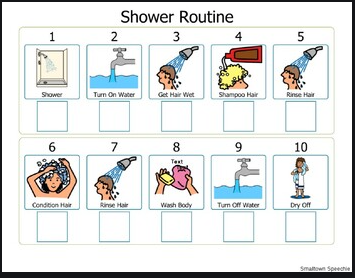 Shower Routine
1 2 3 4 5
Shower Turn On Water Get Hair Wet Shampoo Hair Rinse Hair
6 7 8 9 10
Text
Condition Hair Rinse Hair Wash Body Turn Off Water Dry Off
Smalltown Speechie